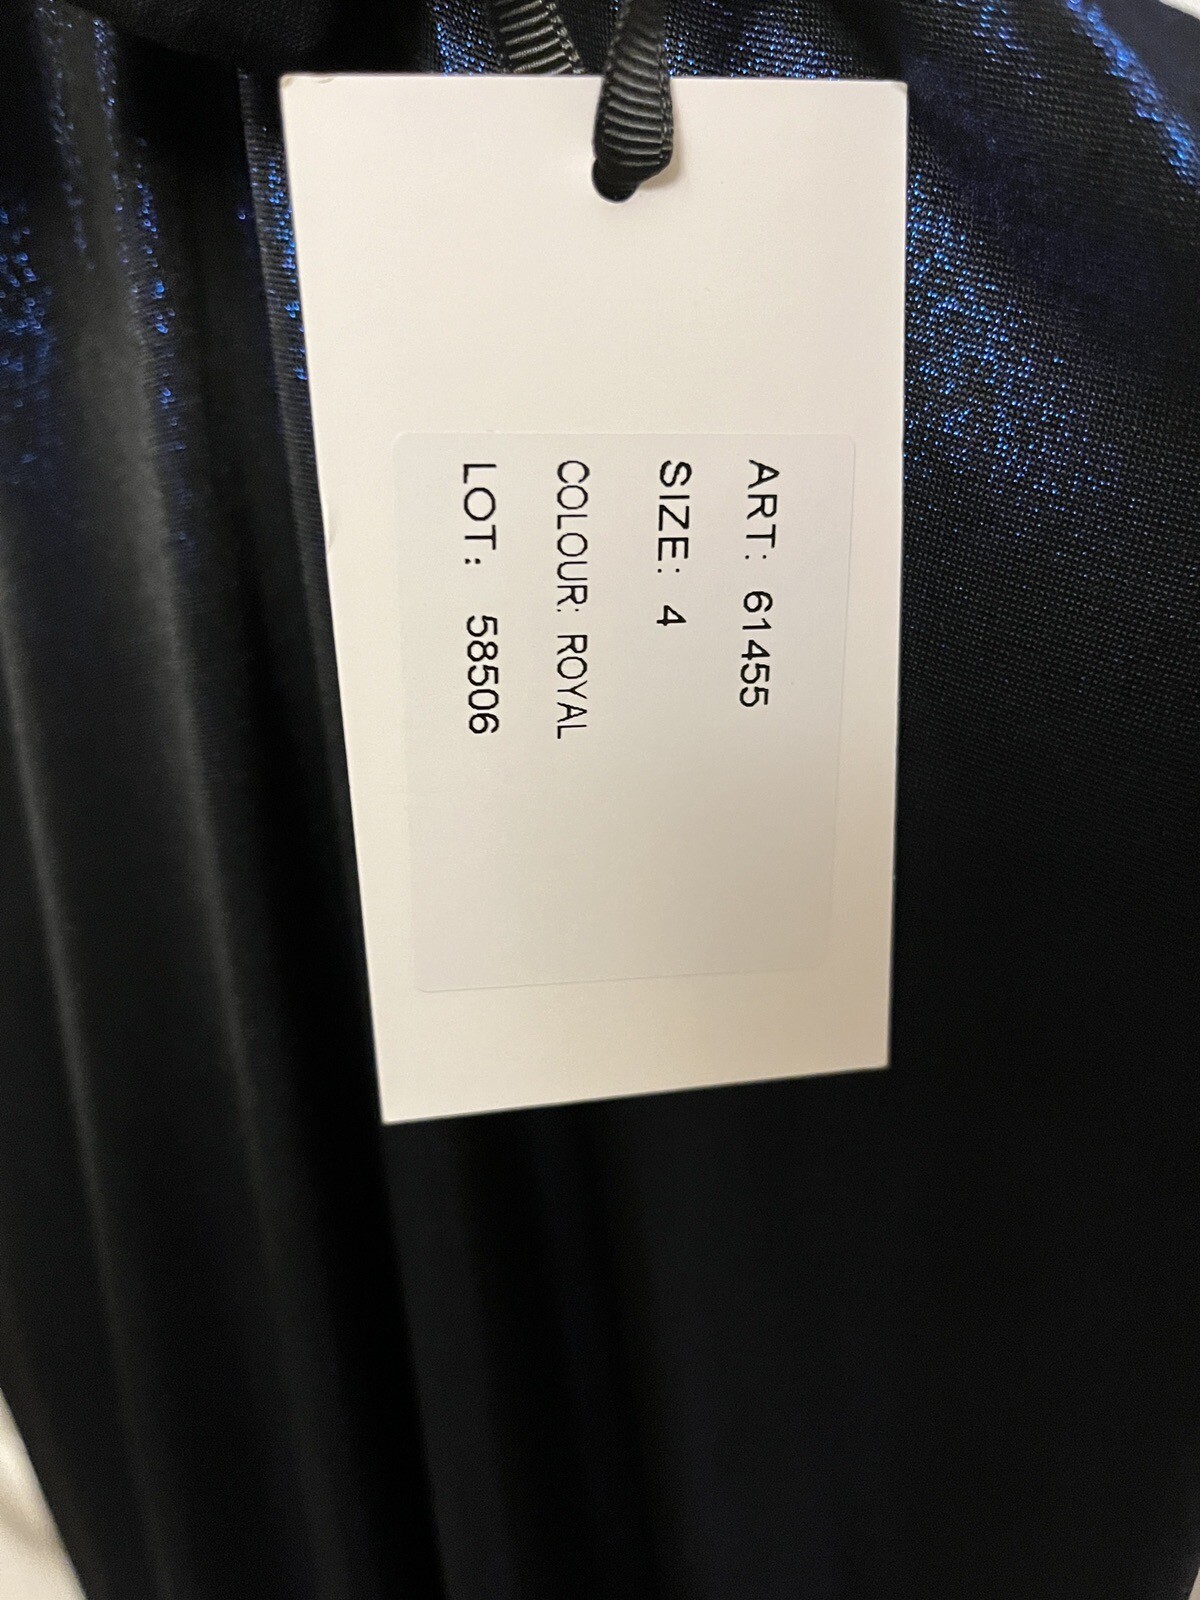 ART: 61455
SIZE: 4
COLOUR: ROYAL
LOT: 58506